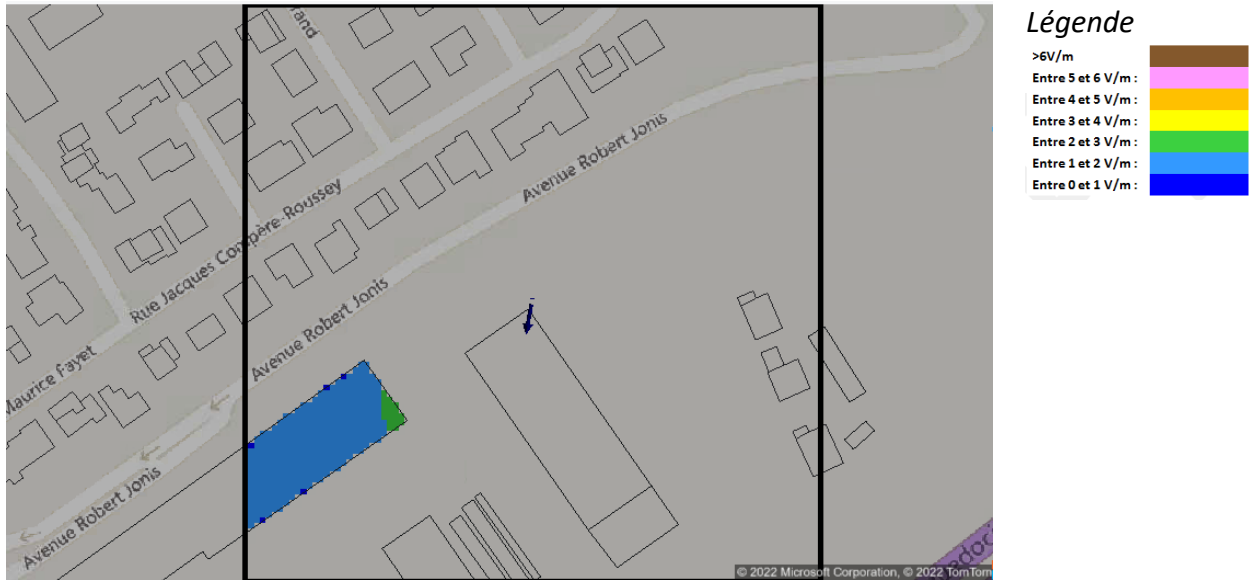 Légende
>6V/m
Entre 5 et 6 V/m :
Entre 4 et 5 V/m :
Entre 3 et 4 V/m :
Entre 2 et 3 V/m :
Entre 1 et 2 V/m :
Entre 0 et 1 V/m :
rand
Avenue Robert Jonis
Rue Jacques Compère-Roussey
Avenue Robert Jonis
Maurice Fayet
Avenue Robert Jonis
edoci
© 2022 Microsoft Corporation, © 2022 TomTom